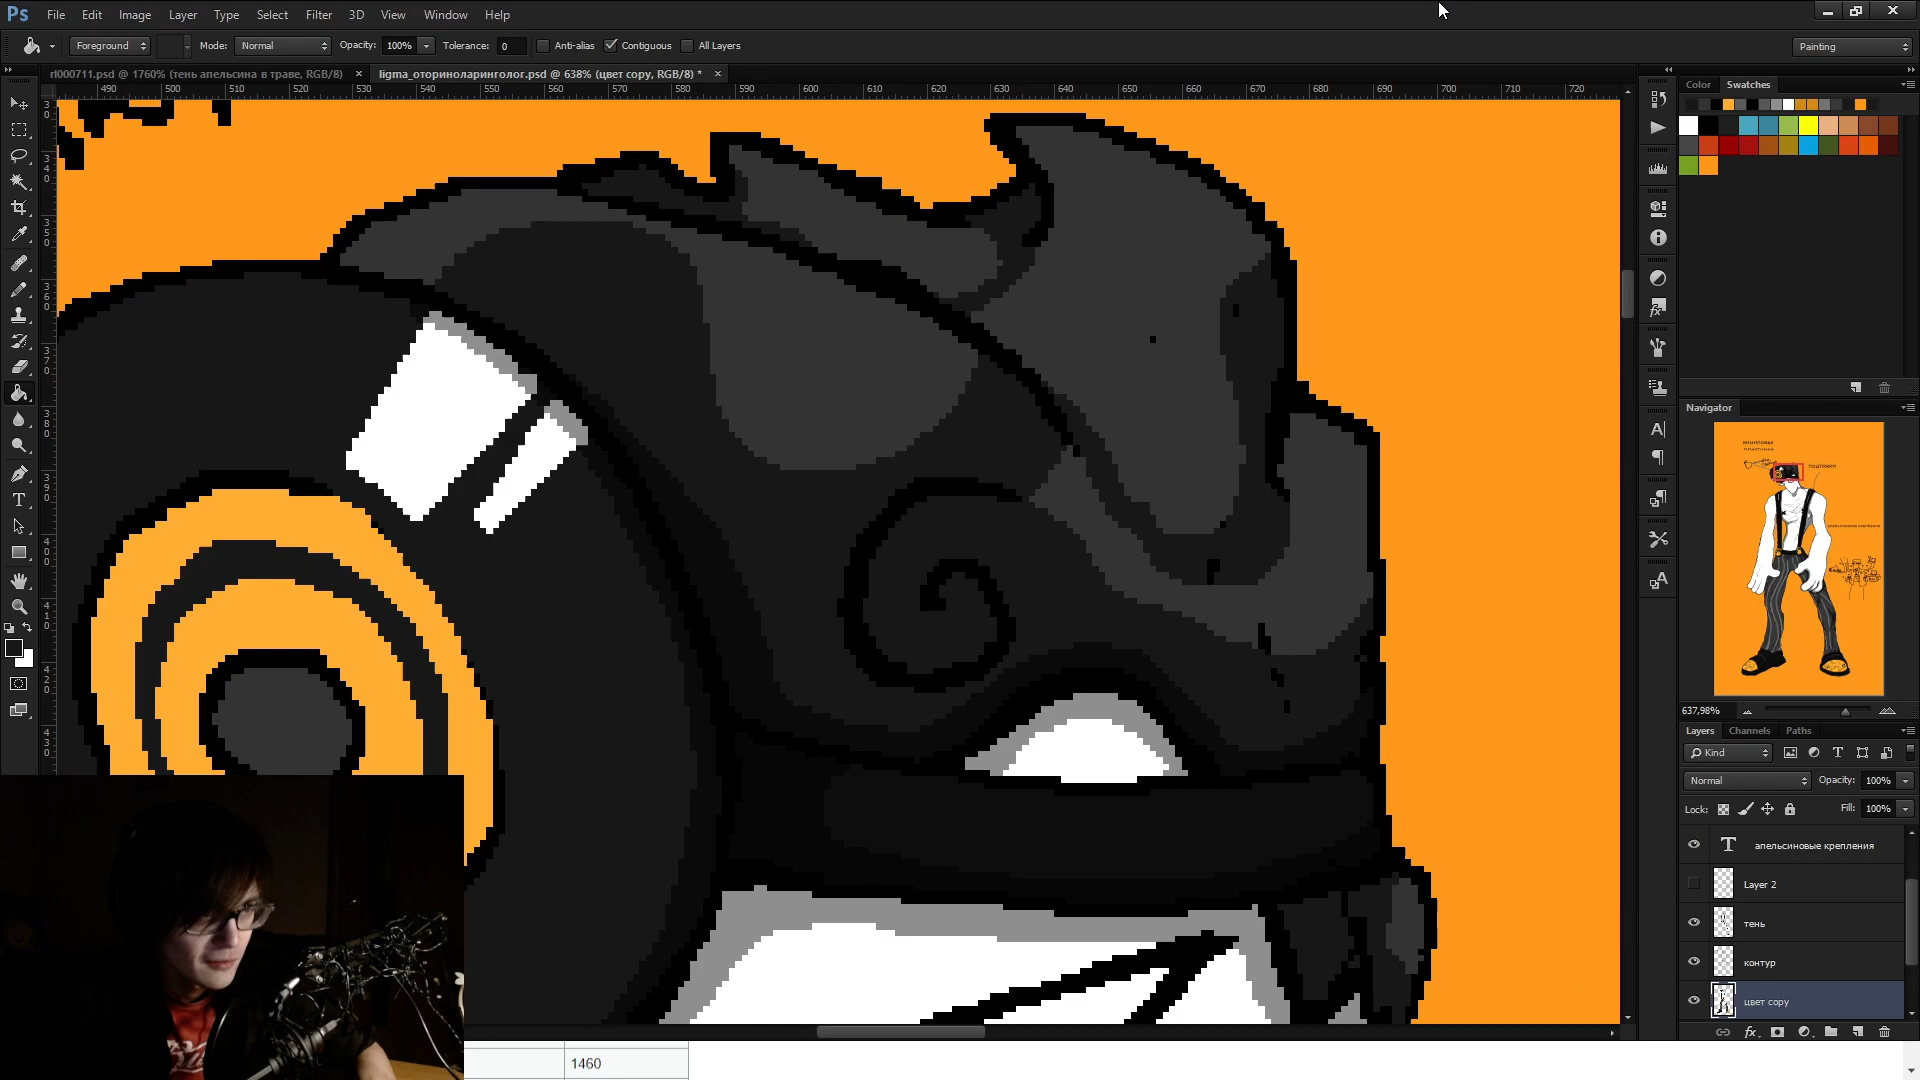 Ps File Edit Image Layer Type Select Filter 3D View Window Help
Foreground Mode: Normal Opacity: 100% Tolerance: 0 Anti-alias Contiguous All Layers Painting
rl000711.psd @ 1760% (тень апельсина в траве, RGB/8) × ligma_оториноларинголог.psd @ 638% (цвет copy, RGB/8) * ×
490 500 510 520 530 540 550 560 570 580 590 600 610 620 630 640 650 660 670 680 690 700 710 720
Color Swatches
Navigator
ВИНИЛОВАЯ
ПЛАСТИНКА
ПОДТЯЖКИ
637,98%
Layers Channels Paths
Kind
Normal Opacity: 100%
Lock: Fill: 100%
T апельсиновые крепления
Layer 2
тень
контур
цвет copy
fx
1460